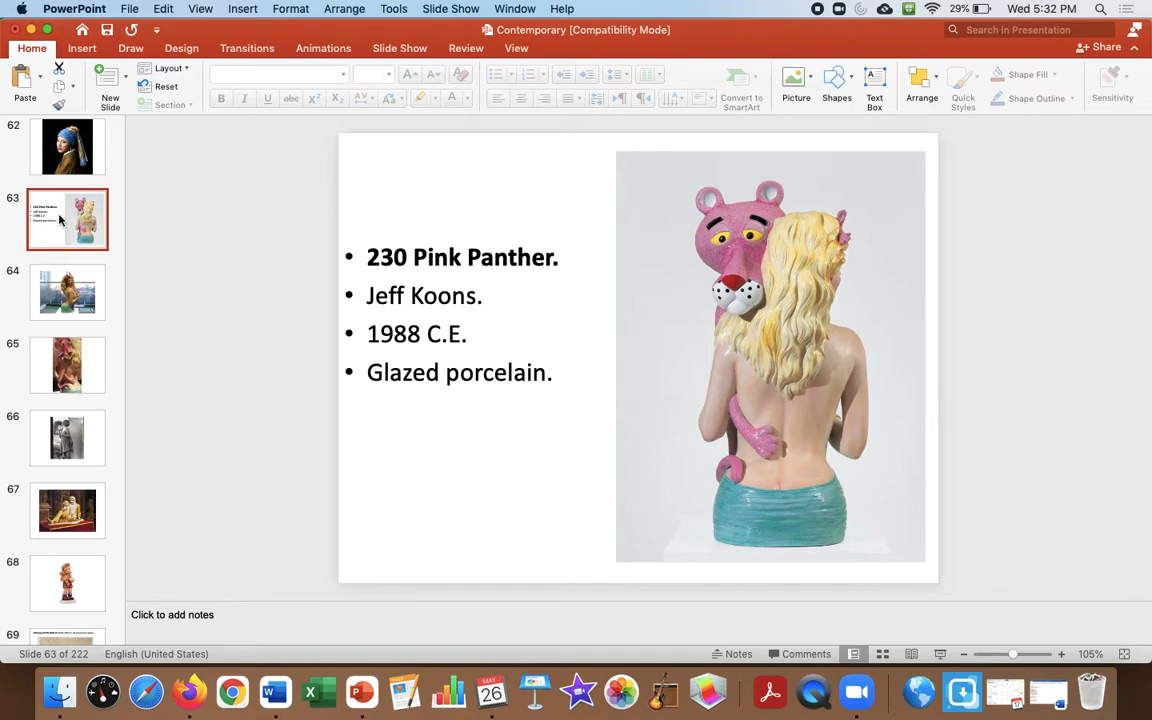 PowerPoint File Edit View Insert Format Arrange Tools Slide Show Window Help 29% Wed 5:32 PM
Contemporary [Compatibility Mode] Search in Presentation
Home Insert Draw Design Transitions Animations Slide Show Review View Share
Paste New Slide Layout Reset Section Convert to SmartArt Picture Shapes Text Box Arrange Quick Styles Shape Fill Shape Outline Sensitivity
62
63
64
65
66
67
68
69
• 230 Pink Panther.
• Jeff Koons.
• 1988 C.E.
• Glazed porcelain.
Click to add notes
Slide 63 of 222 English (United States) Notes Comments 105%
MAY
26